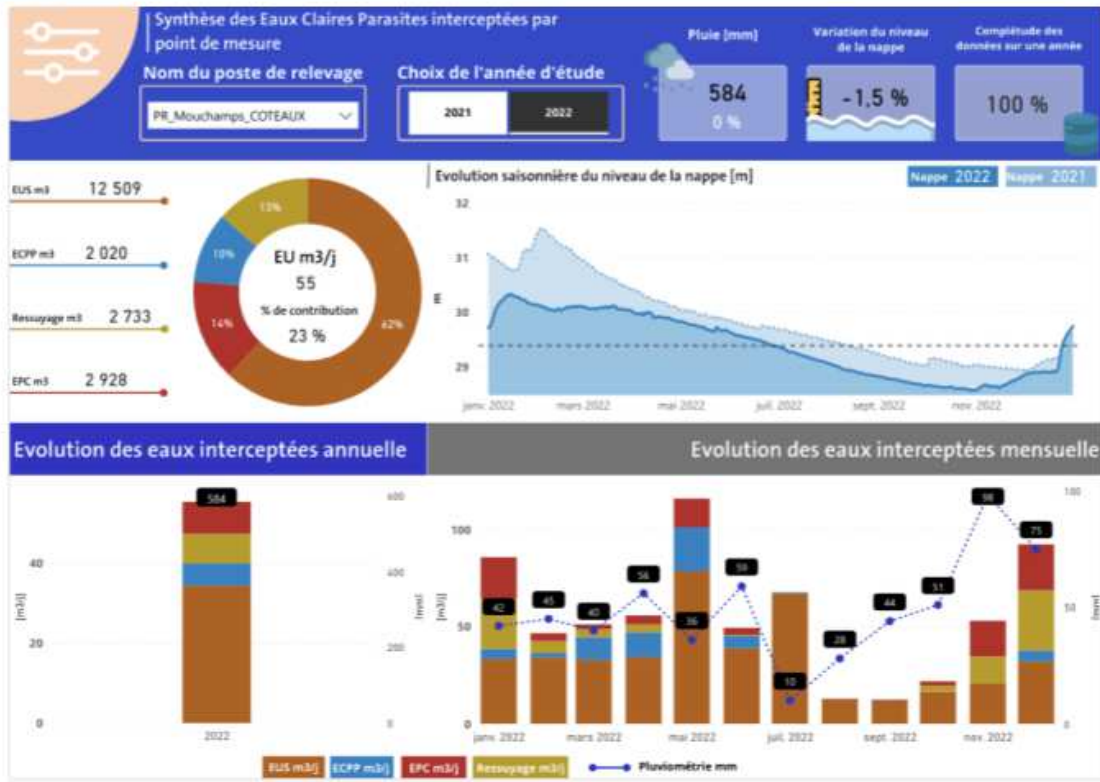 Synthèse des Eaux Claires Parasites interceptées par
point de mesure
Nom du poste de relevage
PR_Mouchamps_COTEAUX
Choix de l'année d'étude
2021 2022
Pluie [mm]
584
0 %
Variation du niveau
de la nappe
-1,5 %
Complétude des
données sur une année
100 %
EUS m3 12 509
ECPP m3 2 020
Ressuyage m3 2 733
EPC m3 2 928
13%
10%
14%
62%
EU m3/j
55
% de contribution
23 %
Evolution saisonnière du niveau de la nappe [m]
Nappe 2022 Nappe 2021
32
31
30
29
m
janv. 2022 mars 2022 mai 2022 juil. 2022 sept. 2022 nov. 2022
Evolution des eaux interceptées annuelle
584
40
20
0
[m3/j]
600
400
200
0
[mm]
2022
Evolution des eaux interceptées mensuelle
100
50
0
[m3/j]
42 45 40 56 36 59 10 28 44 51 98 75
100
50
0
[mm]
janv. 2022 mars 2022 mai 2022 juil. 2022 sept. 2022 nov. 2022
EUS m3/j ECPP m3/j EPC m3/j Ressuyage m3/j Pluviométrie mm